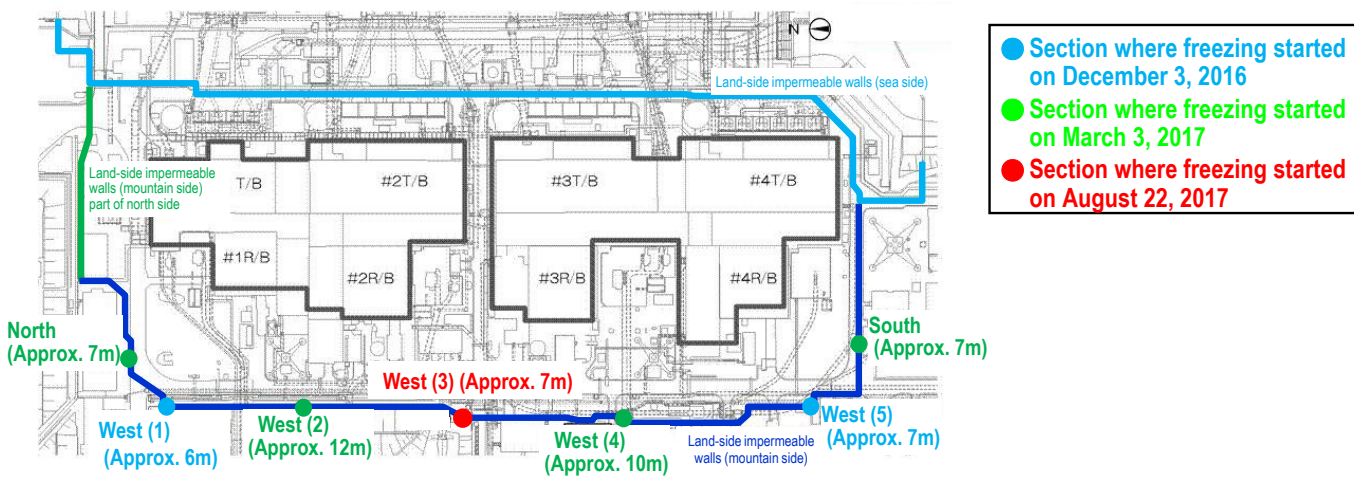 N
Land-side impermeable walls (sea side)
Section where freezing started
on December 3, 2016
Section where freezing started
on March 3, 2017
Section where freezing started
on August 22, 2017
Land-side impermeable
walls (mountain side)
part of north side
T/B
#2T/B
#3T/B
#4T/B
#1R/B
#2R/B
#3R/B
#4R/B
North
(Approx. 7m)
South
(Approx. 7m)
West (3) (Approx. 7m)
West (1)
(Approx. 6m)
West (2)
(Approx. 12m)
West (4)
(Approx. 10m)
Land-side impermeable
walls (mountain side)
West (5)
(Approx. 7m)